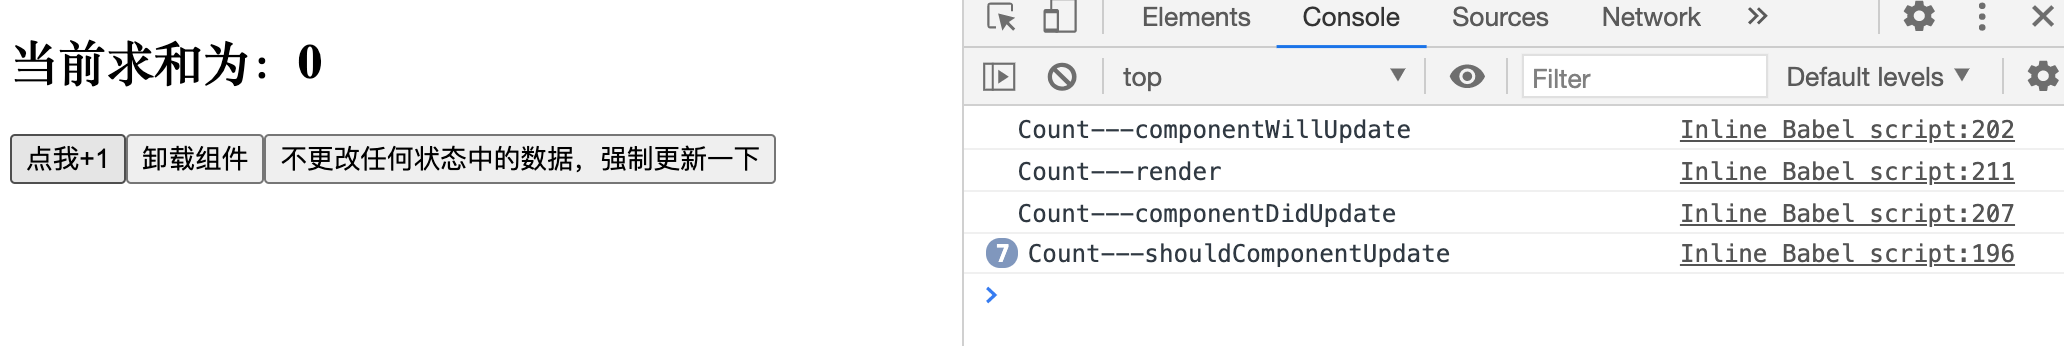 当前求和为：0
点我+1 卸载组件 不更改任何状态中的数据，强制更新一下
Elements Console Sources Network »
top Filter Default levels
Count---componentWillUpdate Inline Babel script:202
Count---render Inline Babel script:211
Count---componentDidUpdate Inline Babel script:207
7 Count---shouldComponentUpdate Inline Babel script:196